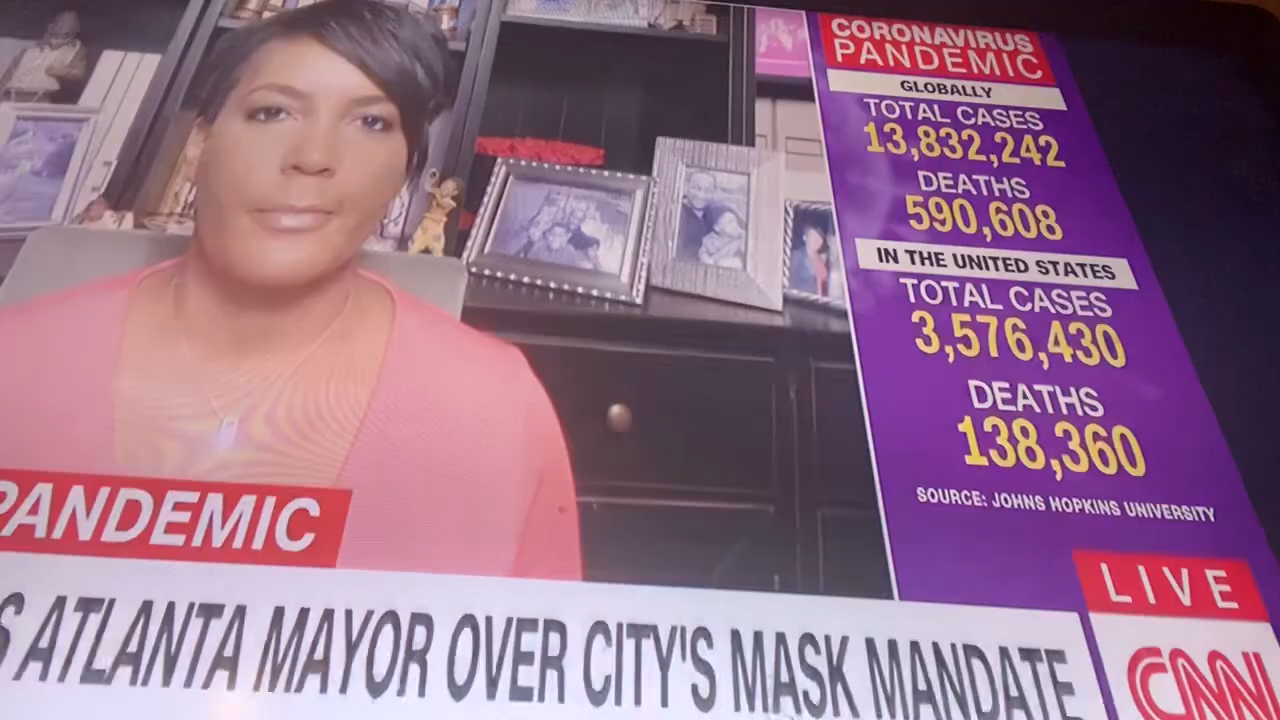 CORONAVIRUS
PANDEMIC
GLOBALLY
TOTAL CASES
13,832,242
DEATHS
590,608
IN THE UNITED STATES
TOTAL CASES
3,576,430
DEATHS
138,360
SOURCE: JOHNS HOPKINS UNIVERSITY
PANDEMIC
S ATLANTA MAYOR OVER CITY'S MASK MANDATE
LIVE
CNN